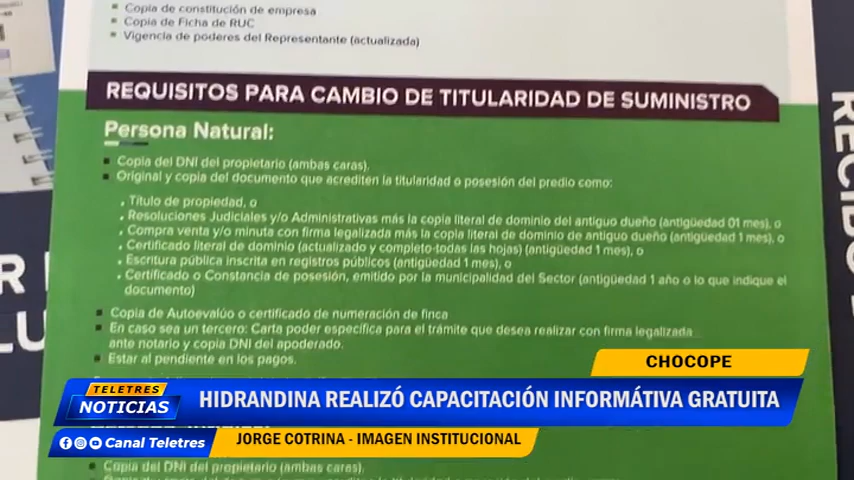 Copia de constitución de empresa
Copia de Ficha de RUC
Vigencia de poderes del Representante (actualizada)
REQUISITOS PARA CAMBIO DE TITULARIDAD DE SUMINISTRO
Persona Natural:
Copia del DNI del propietario (ambas caras).
Original y copia del documento que acrediten la titularidad o posesión del predio como:
Título de propiedad, o
Resoluciones Judiciales y/o Administrativas más la copia literal de dominio del antiguo dueño (antigüedad 01 mes), o
Compra venta y/o minuta con firma legalizada más la copia literal de dominio de antiguo dueño (antigüedad 1 mes), o
Certificado literal de dominio (actualizado y completo-todas las hojas) (antigüedad 1 mes), o
Escritura pública inscrita en registros públicos (antigüedad 1 mes), o
Certificado o Constancia de posesión, emitido por la municipalidad del Sector (antigüedad 1 año o lo que indique el
documento)
Copia de Autoevalúo o certificado de numeración de finca
En caso sea un tercero: Carta poder específica para el trámite que desea realizar con firma legalizada
ante notario y copia DNI del apoderado.
Estar al pendiente en los pagos.
CHOCOPE
TELETRES
NOTICIAS
HIDRANDINA REALIZÓ CAPACITACIÓN INFORMÁTIVA GRATUITA
Canal Teletres
JORGE COTRINA - IMAGEN INSTITUCIONAL
Copia del DNI del propietario (ambas caras).